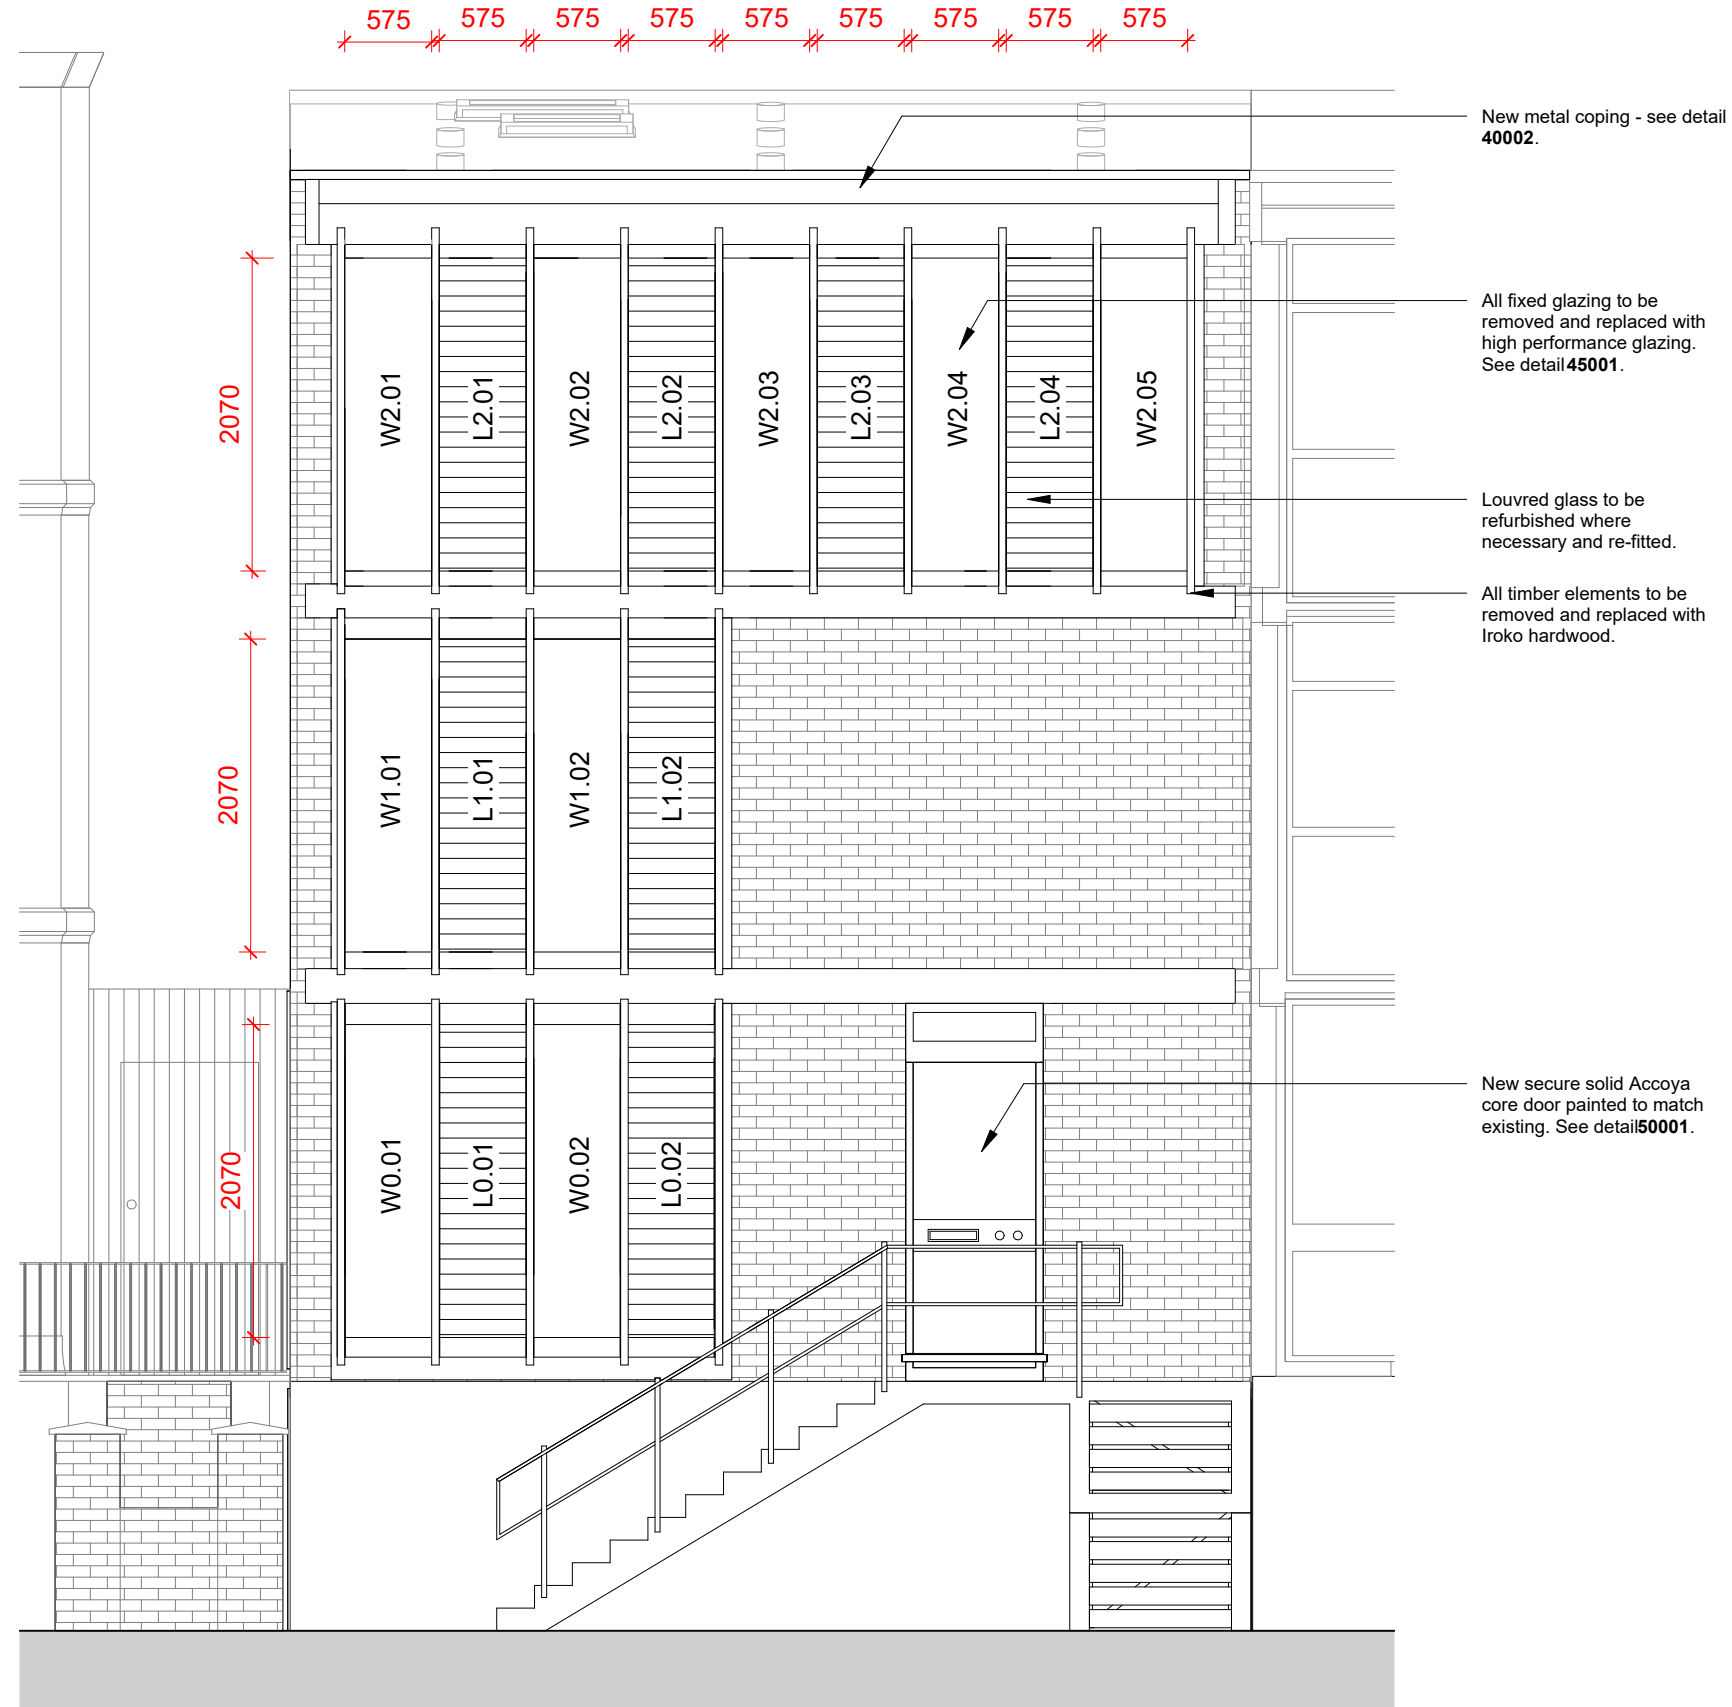 575 575 575 575 575 575 575 575 575
New metal coping - see detail
40002.
All fixed glazing to be
removed and replaced with
high performance glazing.
See detail 45001.
2070
W2.01 L2.01 W2.02 L2.02 W2.03 L2.03 W2.04 L2.04 W2.05
Louvred glass to be
refurbished where
necessary and re-fitted.
All timber elements to be
removed and replaced with
Iroko hardwood.
2070
W1.01 L1.01 W1.02 L1.02
New secure solid Accoya
core door painted to match
existing. See detail 50001.
2070
W0.01 L0.01 W0.02 L0.02